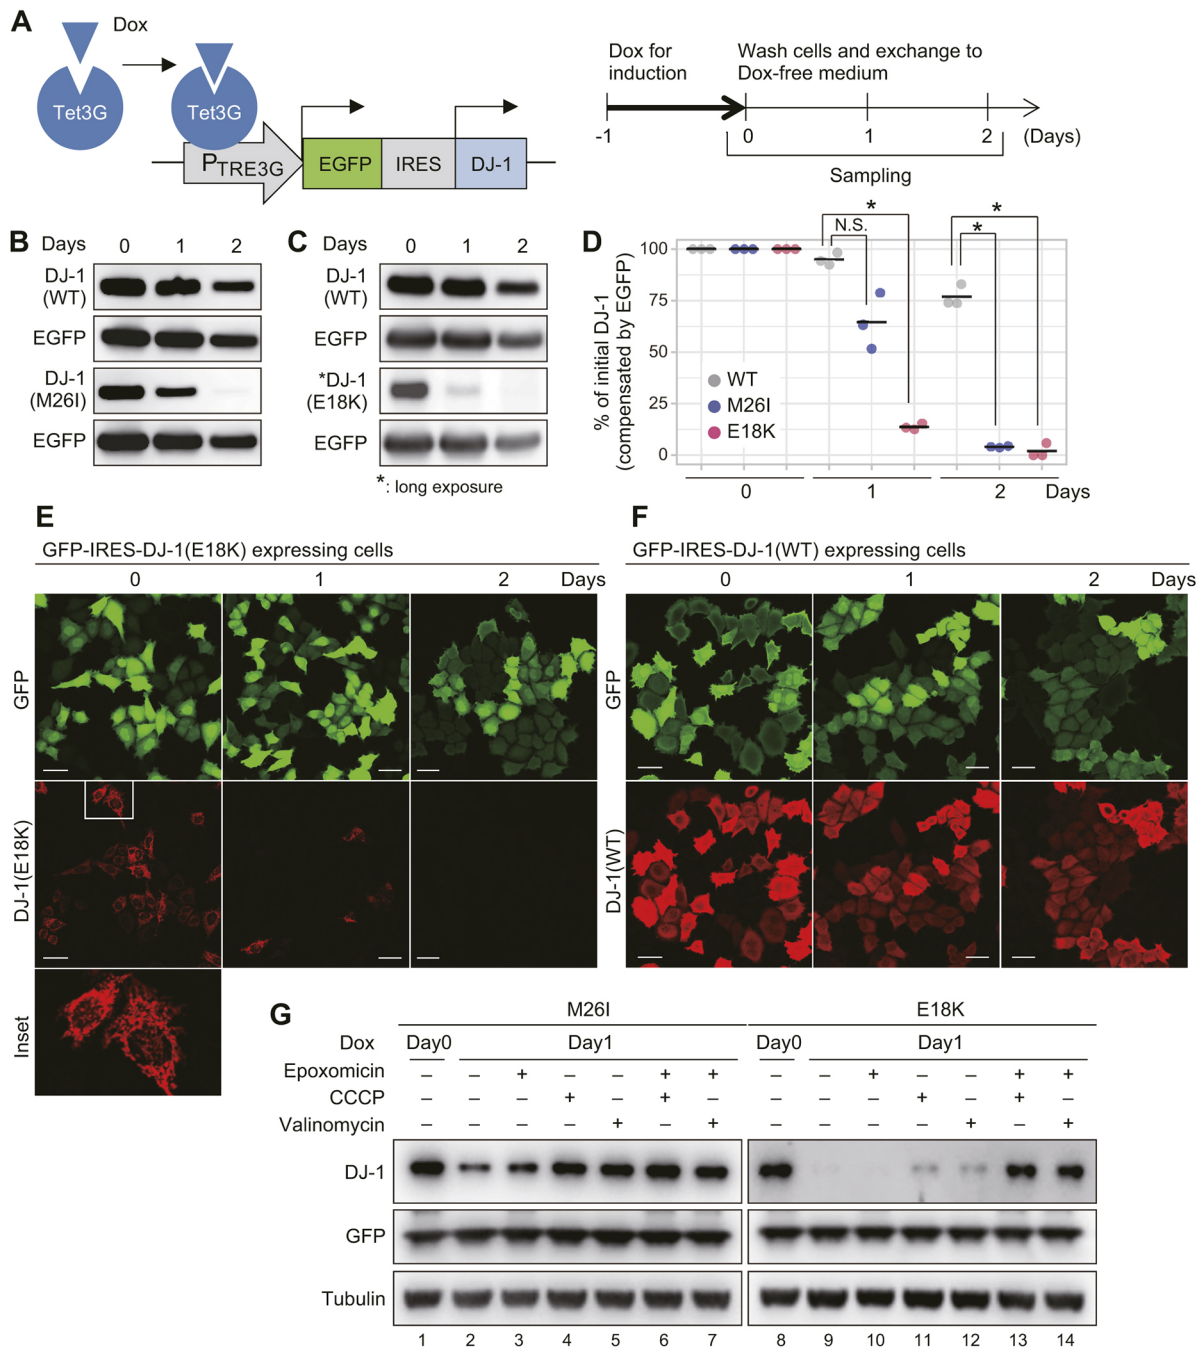 A
Dox
Tet3G
Tet3G
P TRE3G
EGFP
IRES
DJ-1
Dox for
induction
Wash cells and exchange to
Dox-free medium
-1
0
1
2
(Days)
Sampling
B
Days 0 1 2
DJ-1
(WT)
EGFP
DJ-1
(M26I)
EGFP
C
Days 0 1 2
DJ-1
(WT)
EGFP
*DJ-1
(E18K)
EGFP
*: long exposure
D
% of initial DJ-1
(compensated by EGFP)
100
75
50
25
0
N.S.
*
*
*
WT
M26I
E18K
0 1 2 Days
E
GFP-IRES-DJ-1(E18K) expressing cells
0 1 2 Days
GFP
DJ-1(E18K)
Inset
F
GFP-IRES-DJ-1(WT) expressing cells
0 1 2 Days
GFP
DJ-1(WT)
G
M26I E18K
Dox Day0 Day1 Day0 Day1
Epoxomicin – – + – – + + – – + – – + +
CCCP – – – + – + – – – – + – + –
Valinomycin – – – – + – + – – – – + – +
DJ-1
GFP
Tubulin
1 2 3 4 5 6 7 8 9 10 11 12 13 14